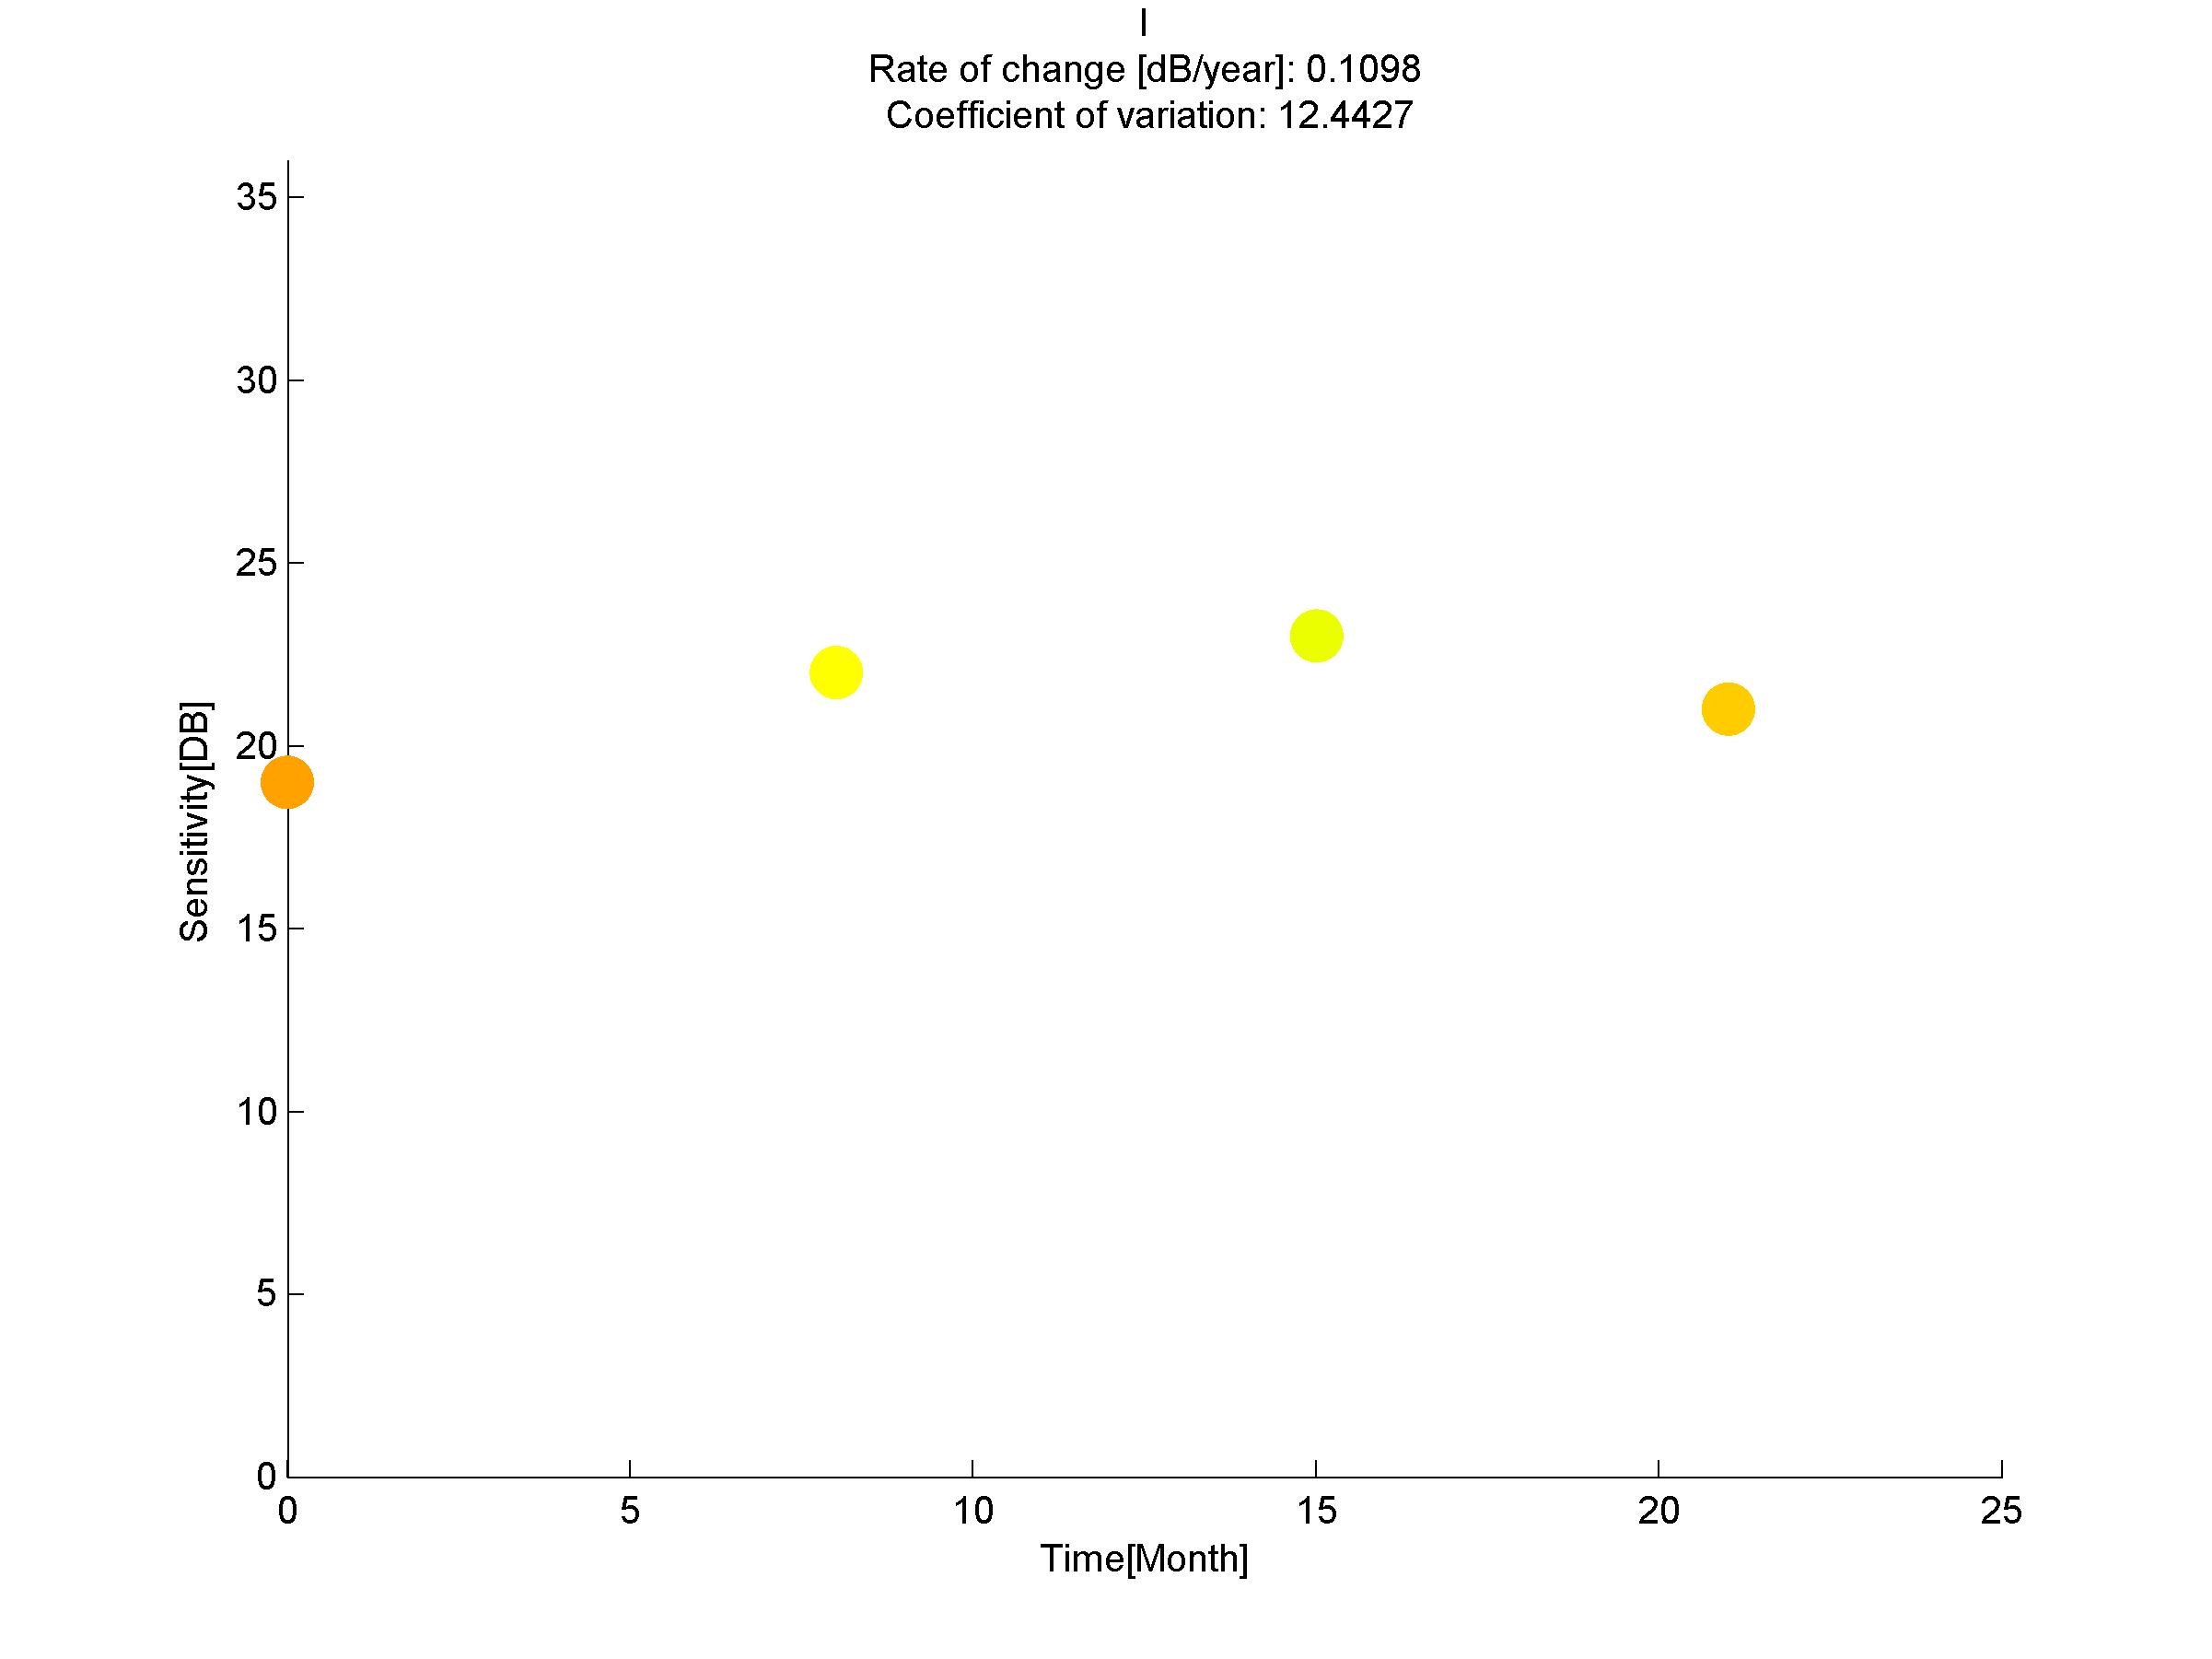 I
Rate of change [dB/year]: 0.1098
Coefficient of variation: 12.4427
35
30
25
20
15
10
5
0
Sensitivity[DB]
0 5 10 15 20 25
Time[Month]